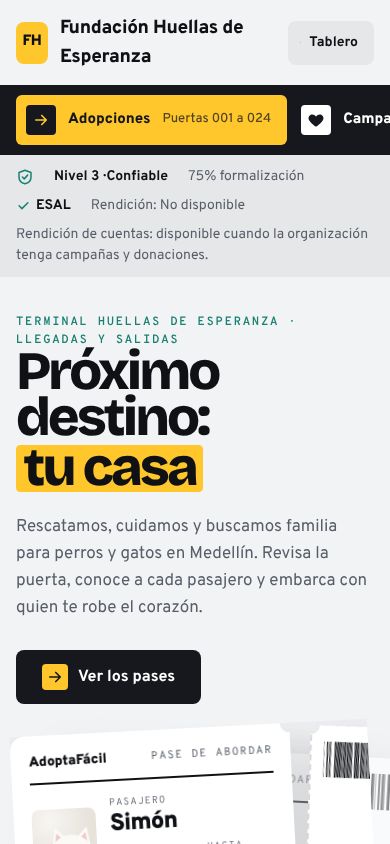 FH
Fundación Huellas de
Esperanza
Tablero
Adopciones Puertas 001 a 024
Nivel 3 ·Confiable 75% formalización
ESAL Rendición: No disponible
Rendición de cuentas: disponible cuando la organización
tenga campañas y donaciones.
TERMINAL HUELLAS DE ESPERANZA ·
LLEGADAS Y SALIDAS
Próximo
destino:
tu casa
Rescatamos, cuidamos y buscamos familia
para perros y gatos en Medellín. Revisa la
puerta, conoce a cada pasajero y embarca con
quien te robe el corazón.
Ver los pases
AdoptaFácil PASE DE ABORDAR
PASAJERO
Simón